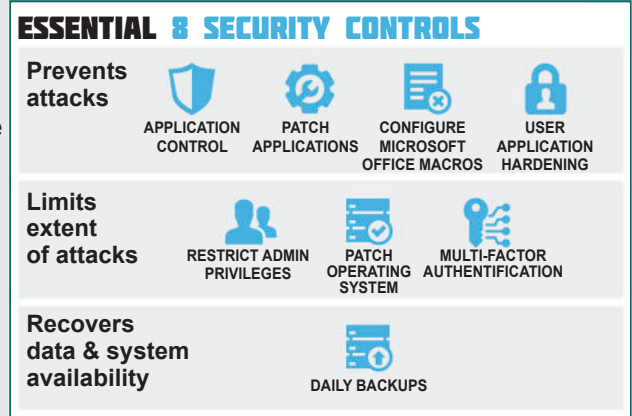 ESSENTIAL 8 SECURITY CONTROLS
Prevents
attacks
APPLICATION
CONTROL
PATCH
APPLICATIONS
CONFIGURE
MICROSOFT
OFFICE MACROS
USER
APPLICATION
HARDENING
Limits
extent
of attacks
RESTRICT ADMIN
PRIVILEGES
PATCH
OPERATING
SYSTEM
MULTI-FACTOR
AUTHENTIFICATION
Recovers
data & system
availability
DAILY BACKUPS